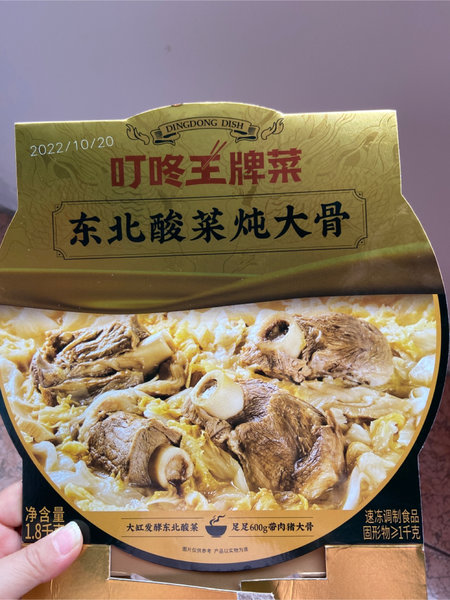 DINGDONG DISH
2022/10/20
叮咚王牌菜
东北酸菜炖大骨
净含量
1.8千
大缸发酵东北酸菜
足足600g带肉猪大骨
速冻调制食品
固形物≥1千克
图片仅供参考 产品以实物为准